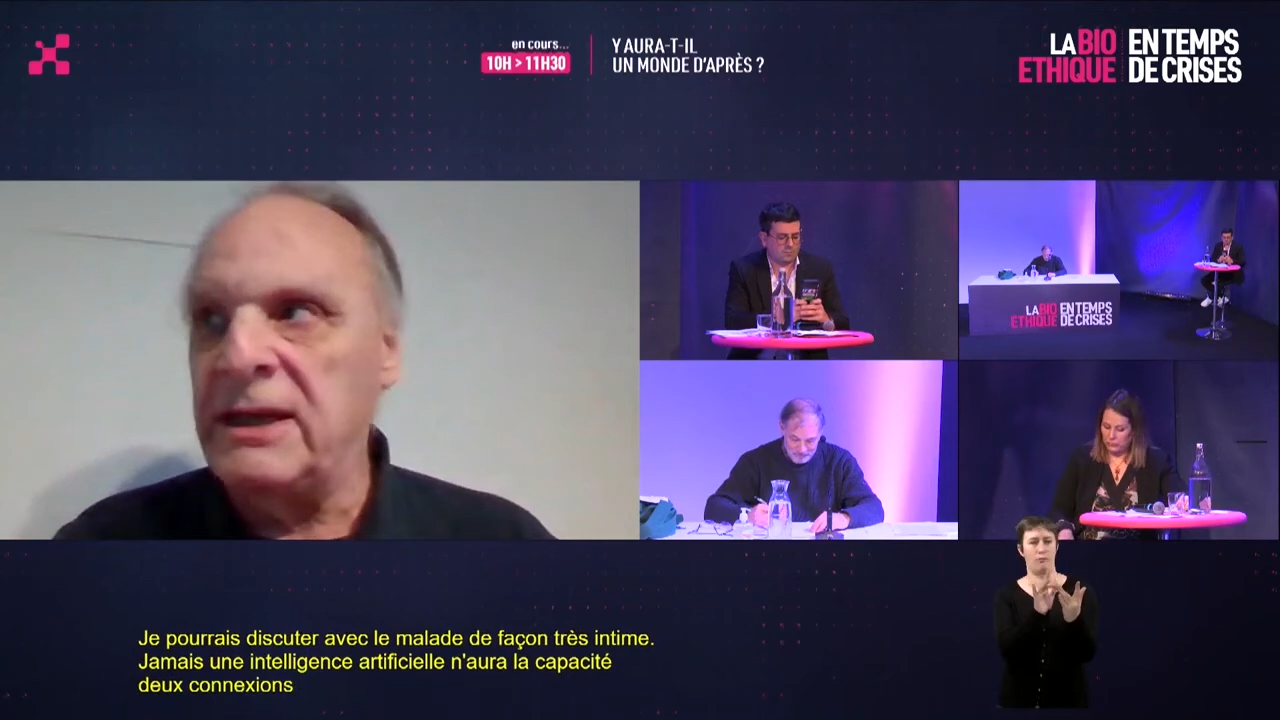 en cours...
10H > 11H30
Y AURA-T-IL
UN MONDE D'APRÈS ?
LA BIO
ETHIQUE
EN TEMPS
DE CRISES
LA BIO
ETHIQUE
EN TEMPS
DE CRISES
Je pourrais discuter avec le malade de façon très intime.
Jamais une intelligence artificielle n'aura la capacité
deux connexions